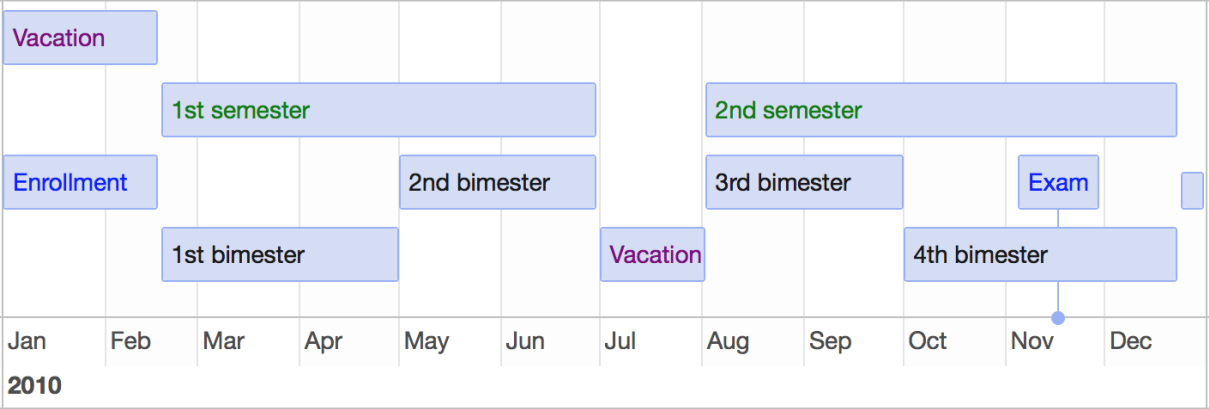 Vacation
1st semester
2nd semester
Enrollment
2nd bimester
3rd bimester
Exam
1st bimester
Vacation
4th bimester
Jan Feb Mar Apr May Jun Jul Aug Sep Oct Nov Dec
2010